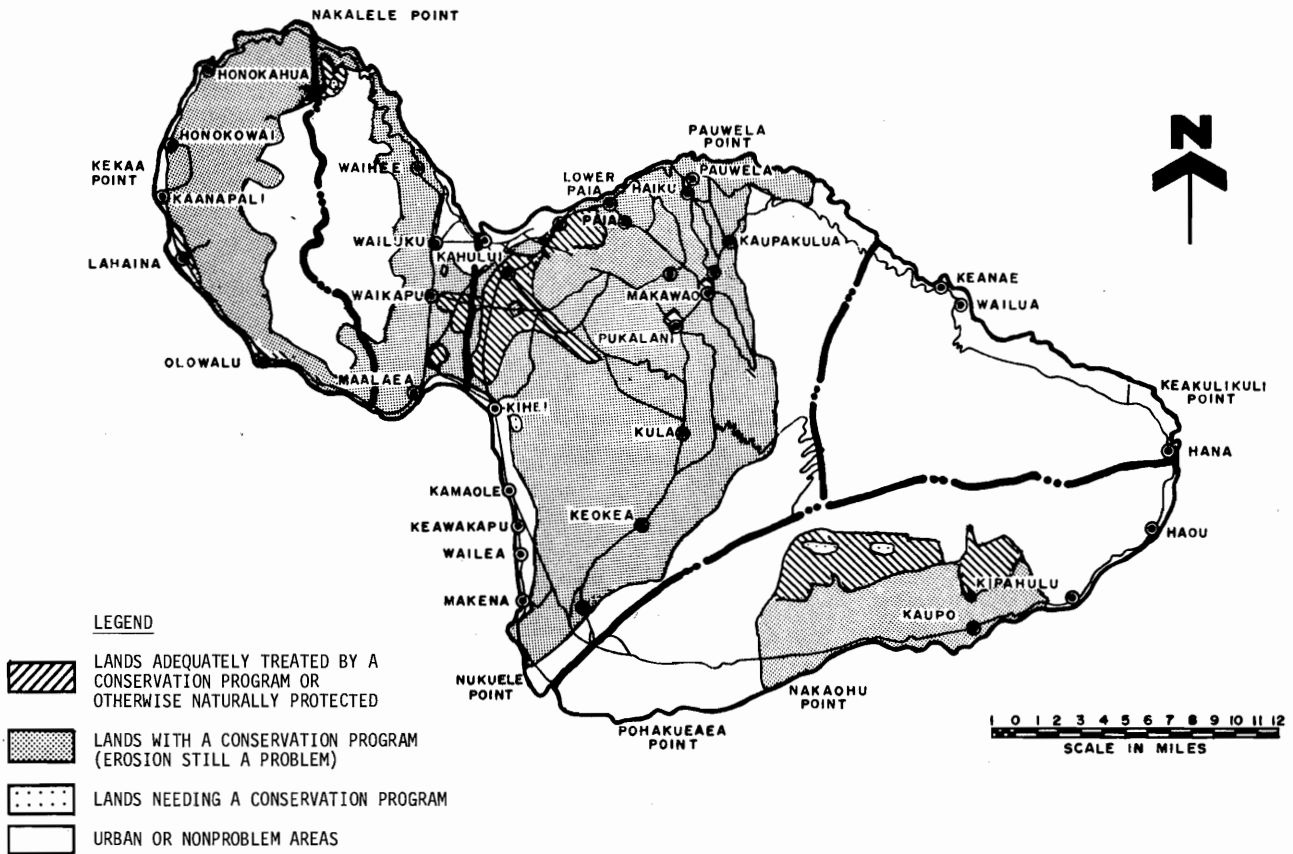 NAKALELE POINT
HONOKAHUA
HONOKOWAI
KEKAA
POINT
KAANAPALI
LAHAINA
OLOWALU
WAIHEE
WAILUKU
KAHULUI
WAIKAPU
MAALAEA
KIHEI
LOWER
PAIA
PAIA
HAIKU
PAUWELA
POINT
PAUWELA
KAUPAKULUA
MAKAWAO
PUKALANI
KULA
KEOKEA
KAMAOLE
KEAWAKAPU
WAILEA
MAKENA
NUKUELE
POINT
POHAKUEAEA
POINT
NAKAOHU
POINT
KAUPO
KIPAHULU
HAOU
HANA
KEAKULIKULI
POINT
WAILUA
KEANAE
N
1 0 1 2 3 4 5 6 7 8 9 10 11 12
SCALE IN MILES
LEGEND
LANDS ADEQUATELY TREATED BY A
CONSERVATION PROGRAM OR
OTHERWISE NATURALLY PROTECTED
LANDS WITH A CONSERVATION PROGRAM
(EROSION STILL A PROBLEM)
LANDS NEEDING A CONSERVATION PROGRAM
URBAN OR NONPROBLEM AREAS